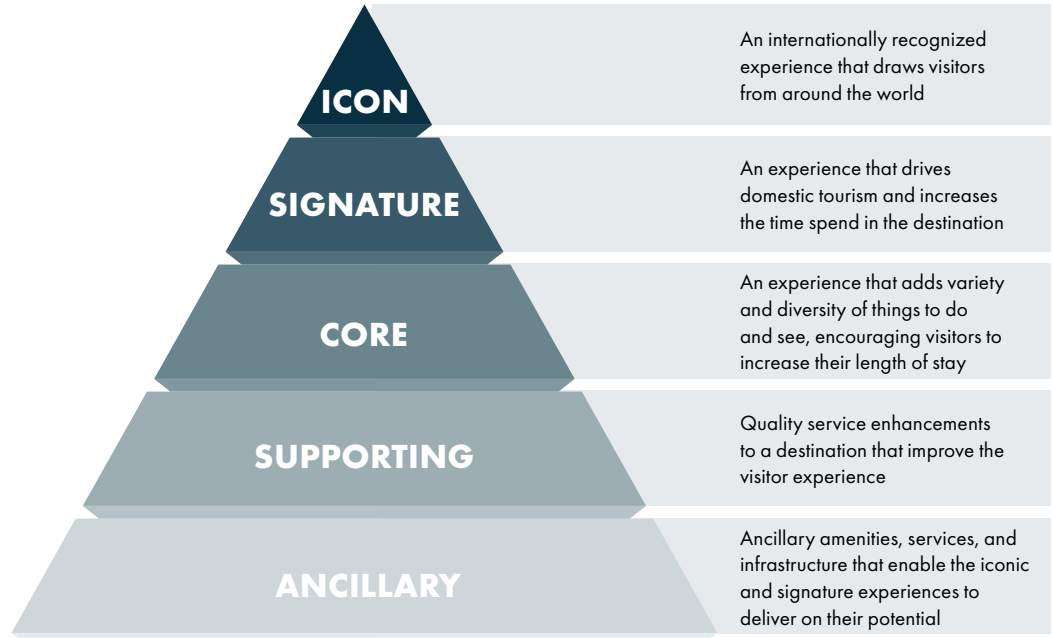 ICON
An internationally recognized
experience that draws visitors
from around the world
SIGNATURE
An experience that drives
domestic tourism and increases
the time spend in the destination
CORE
An experience that adds variety
and diversity of things to do
and see, encouraging visitors to
increase their length of stay
SUPPORTING
Quality service enhancements
to a destination that improve the
visitor experience
ANCILLARY
Ancillary amenities, services, and
infrastructure that enable the iconic
and signature experiences to
deliver on their potential